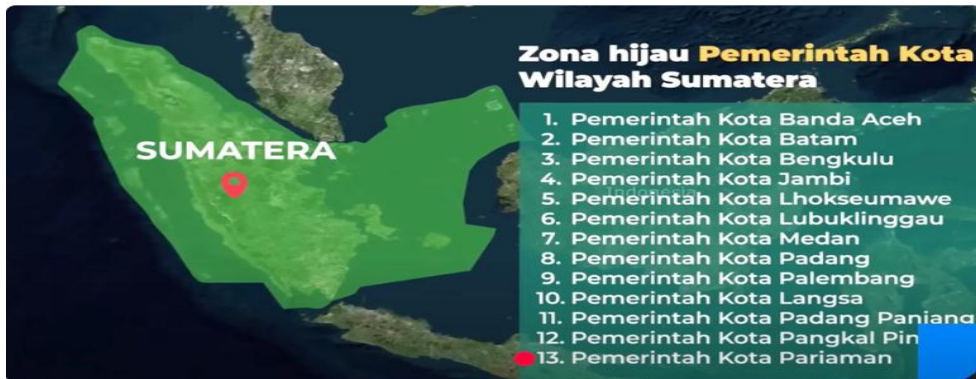 Zona hijau Pemerintah Kota
Wilayah Sumatera
SUMATERA
Indonesia
1. Pemerintah Kota Banda Aceh
2. Pemerintah Kota Batam
3. Pemerintah Kota Bengkulu
4. Pemerintah Kota Jambi
5. Pemerintah Kota Lhokseumawe
6. Pemerintah Kota Lubuklinggau
7. Pemerintah Kota Medan
8. Pemerintah Kota Padang
9. Pemerintah Kota Palembang
10. Pemerintah Kota Langsa
11. Pemerintah Kota Padang Panjang
12. Pemerintah Kota Pangkal Pin
13. Pemerintah Kota Pariaman